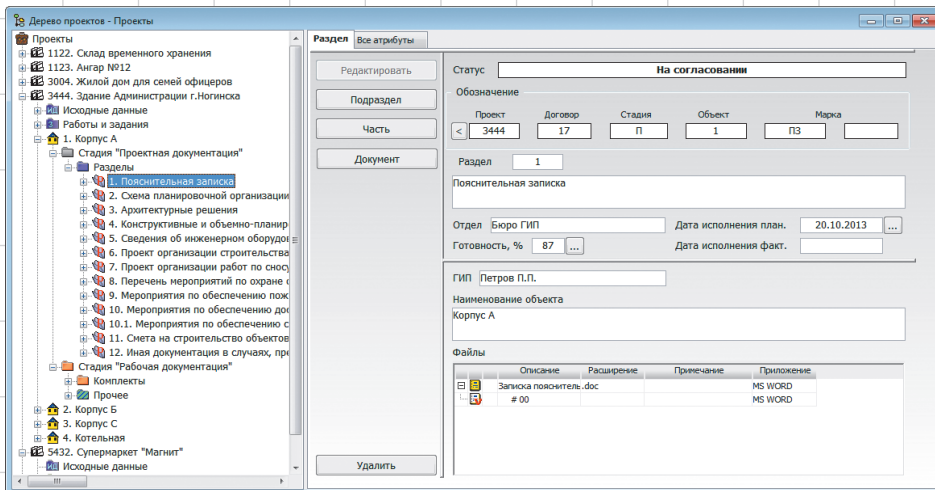 Дерево проектов - Проекты
Проекты
1122. Склад временного хранения
1123. Ангар №12
3004. Жилой дом для семей офицеров
3444. Здание Администрации г.Ногинска
Исходные данные
Работы и задания
1. Корпус А
Стадия "Проектная документация"
Разделы
1. Пояснительная записка
2. Схема планировочной организации
3. Архитектурные решения
4. Конструктивные и объемно-планир
5. Сведения об инженерном оборудов
6. Проект организации строительства
7. Проект организации работ по сносу
8. Перечень мероприятий по охране
9. Мероприятия по обеспечению пож
10. Мероприятия по обеспечению дос
10.1. Мероприятия по обеспечению с
11. Смета на строительство объектов
12. Иная документация в случаях, пре
Стадия "Рабочая документация"
Комплекты
Прочее
2. Корпус Б
3. Корпус С
4. Котельная
5432. Супермаркет "Магнит"
Исходные данные
Раздел Все атрибуты
Редактировать
Подраздел
Часть
Документ
Удалить
Статус На согласовании
Обозначение
Проект Договор Стадия Объект Марка
< 3444 17 П 1 ПЗ
Раздел 1
Пояснительная записка
Отдел Бюро ГИП Дата исполнения план. 20.10.2013 ...
Готовность, % 87 ... Дата исполнения факт.
ГИП Петров П.П.
Наименование объекта
Корпус А
Файлы
Описание Расширение Примечание Приложение
Записка пояснитель .doc MS WORD
# 00 MS WORD